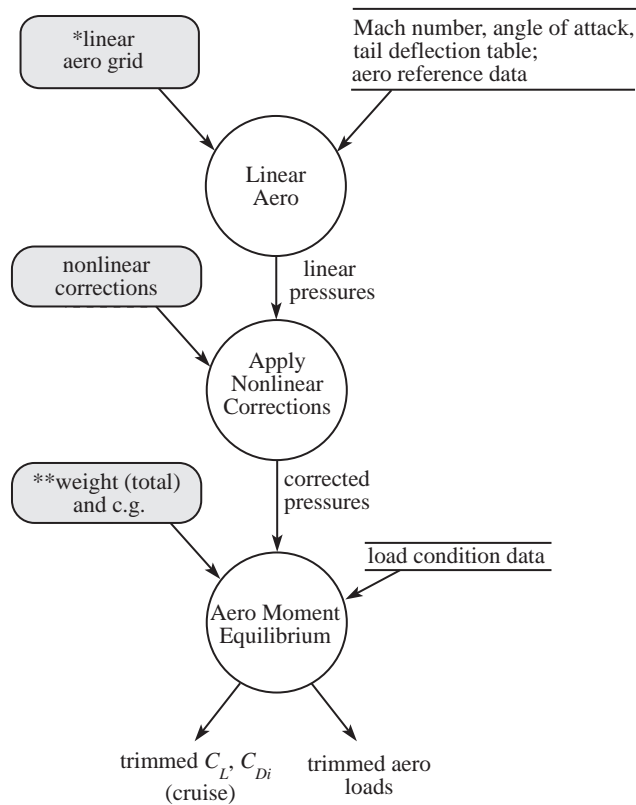 *linear
aero grid
Mach number, angle of attack,
tail deflection table;
aero reference data
Linear
Aero
nonlinear
corrections
linear
pressures
Apply
Nonlinear
Corrections
**weight (total)
and c.g.
corrected
pressures
load condition data
Aero Moment
Equilibrium
trimmed C_L, C_Di
(cruise)
trimmed aero
loads